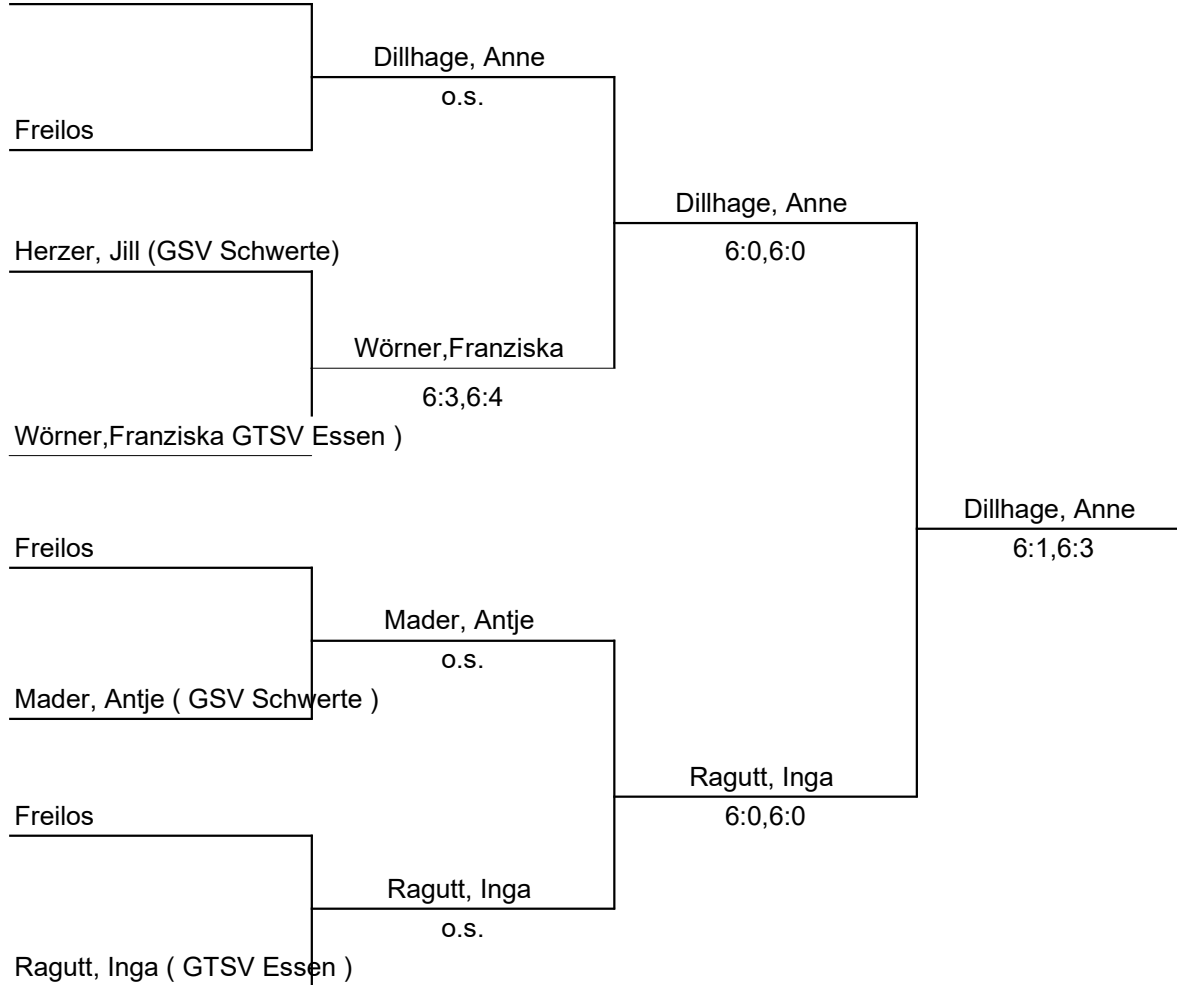 Dillhage, Anne
o.s.
Freilos
Dillhage, Anne
6:0,6:0
Herzer, Jill (GSV Schwerte)
Wörner,Franziska
6:3,6:4
Wörner,Franziska GTSV Essen )
Dillhage, Anne
6:1,6:3
Freilos
Mader, Antje
o.s.
Mader, Antje ( GSV Schwerte )
Ragutt, Inga
6:0,6:0
Freilos
Ragutt, Inga
o.s.
Ragutt, Inga ( GTSV Essen )